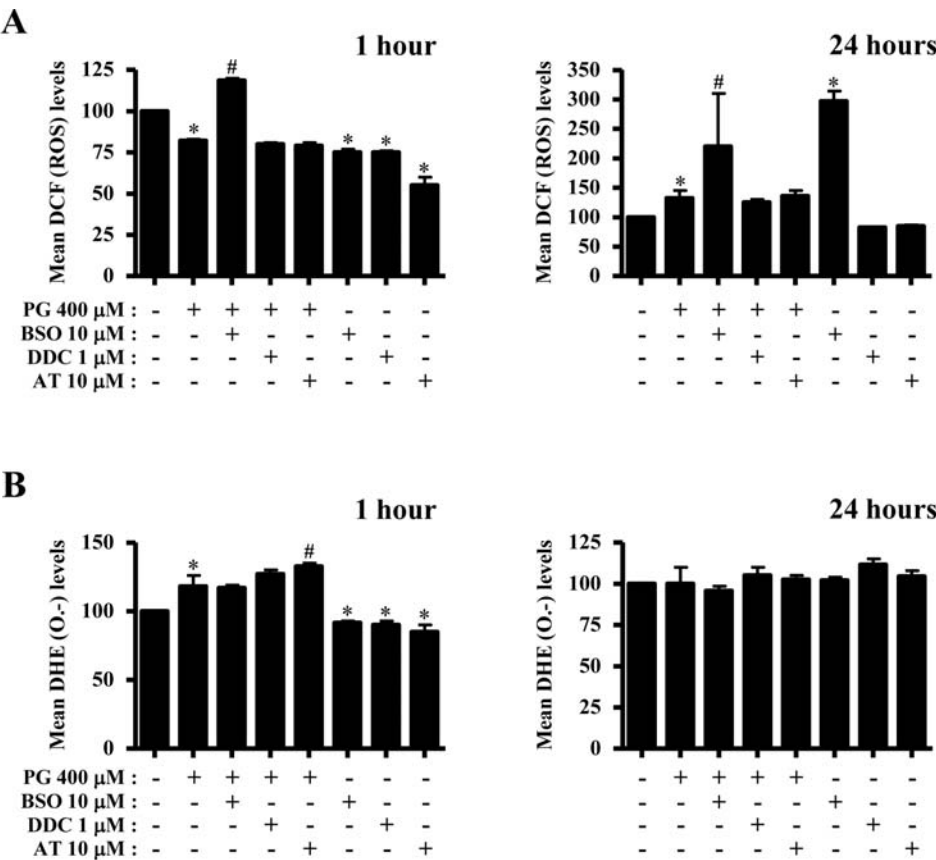 A
1 hour
24 hours
Mean DCF (ROS) levels
125
100
75
50
25
0
* # * * *
Mean DCF (ROS) levels
350
300
250
200
150
100
50
0
* # *
PG 400 μM : - + + + + - - -
BSO 10 μM : - - + - - + - -
DDC 1 μM : - - - + - - + -
AT 10 μM : - - - - + - - +
- + + + + - - -
- - + - - + - -
- - - + - - + -
- - - - + - - +
B
1 hour
24 hours
Mean DHE (O.-) levels
150
100
50
0
* # * * *
Mean DHE (O.-) levels
125
100
75
50
25
0
PG 400 μM : - + + + + - - -
BSO 10 μM : - - + - - + - -
DDC 1 μM : - - - + - - + -
AT 10 μM : - - - - + - - +
- + + + + - - -
- - + - - + - -
- - - + - - + -
- - - - + - - +